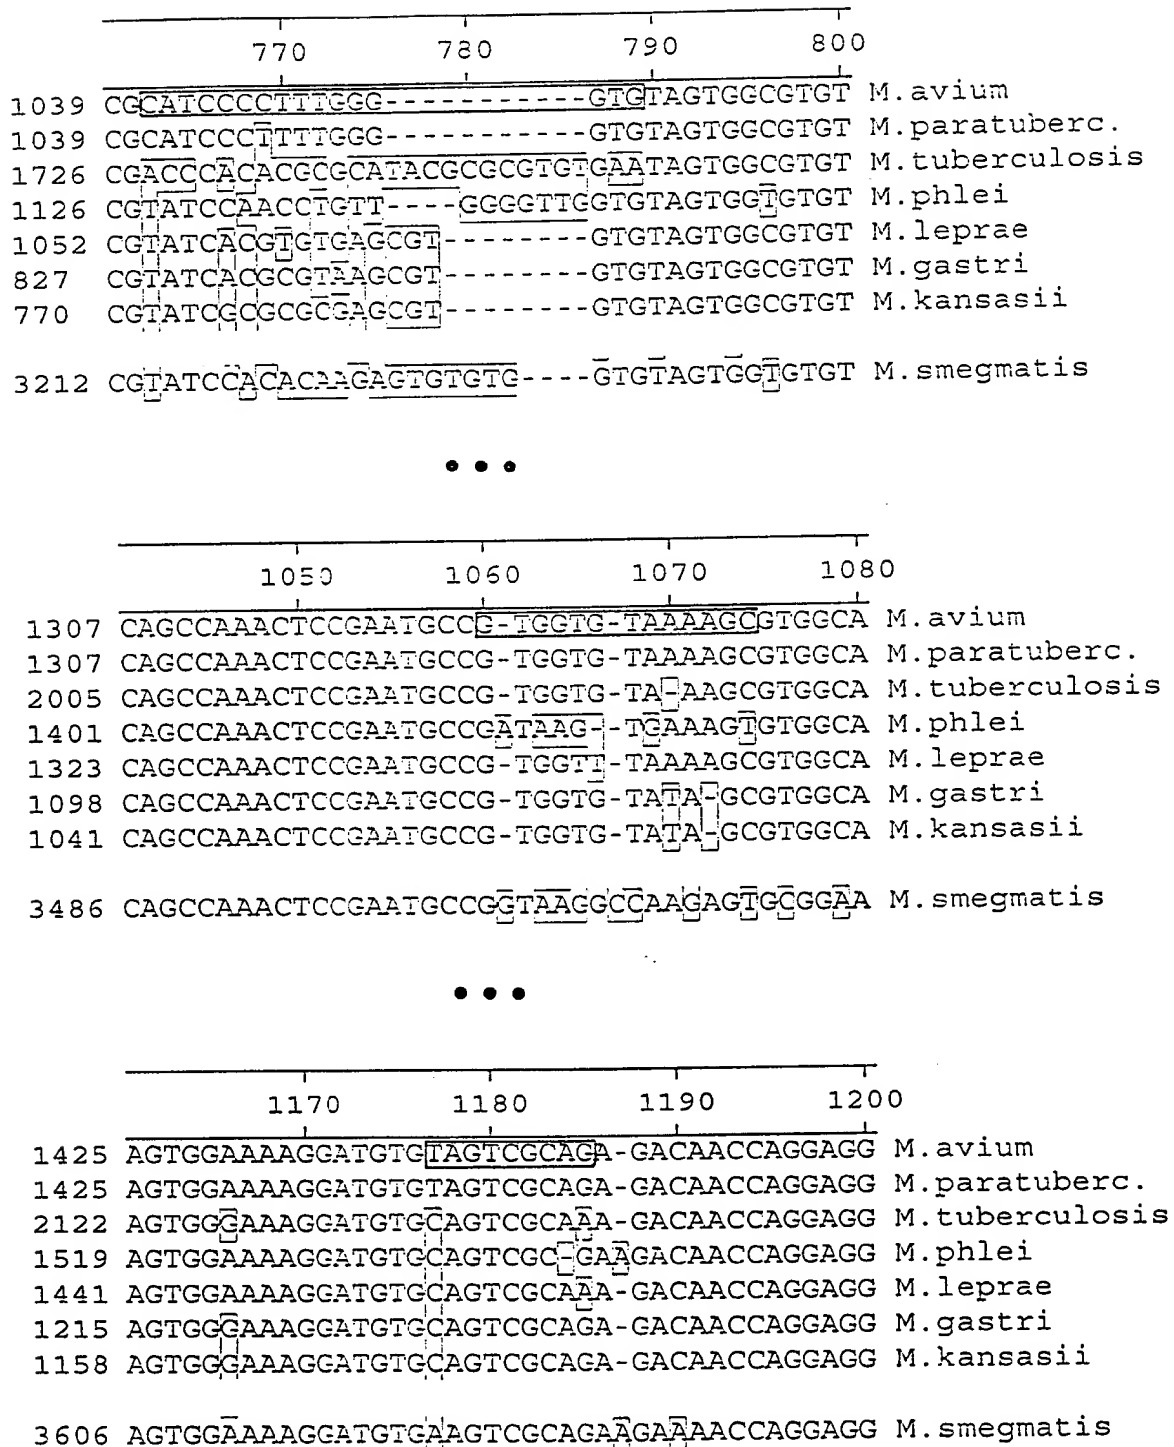 770 780 790 800
1039 CGCATCCCCTTTGGG-----------GTGTAGTGGCGTGT M.avium
1039 CGCATCCCTTTTGGG-----------GTGTAGTGGCGTGT M.paratuberc.
1726 CGACCCACACGCGCATACGCGCGTGTGAATAGTGGCGTGT M.tuberculosis
1126 CGTATCCAACCTGTT----GGGGTTGGTGTAGTGGTGTGT M.phlei
1052 CGTATCACGTGTGAGCGT--------GTGTAGTGGCGTGT M.leprae
827 CGTATCACGCGTAAGCGT--------GTGTAGTGGCGTGT M.gastri
770 CGTATCGCGCGCGAGCGT--------GTGTAGTGGCGTGT M.kansasii
3212 CGTATCCACACAAGAGTGTGTG----GTGTAGTGGTGTGT M.smegmatis
•••
1050 1060 1070 1080
1307 CAGCCAAACTCCGAATGCCG-TGGTG-TAAAAGCGTGGCA M.avium
1307 CAGCCAAACTCCGAATGCCG-TGGTG-TAAAAGCGTGGCA M.paratuberc.
2005 CAGCCAAACTCCGAATGCCG-TGGTG-TA-AAGCGTGGCA M.tuberculosis
1401 CAGCCAAACTCCGAATGCCGATAAG--TGAAAGTGTGGCA M.phlei
1323 CAGCCAAACTCCGAATGCCG-TGGTT-TAAAAGCGTGGCA M.leprae
1098 CAGCCAAACTCCGAATGCCG-TGGTG-TATA-GCGTGGCA M.gastri
1041 CAGCCAAACTCCGAATGCCG-TGGTG-TATA-GCGTGGCA M.kansasii
3486 CAGCCAAACTCCGAATGCCGGTAAGGCCAAGAGTGCGGAA M.smegmatis
•••
1170 1180 1190 1200
1425 AGTGGAAAAGGATGTGTAGTCGCAGA-GACAACCAGGAGG M.avium
1425 AGTGGAAAAGGATGTGTAGTCGCAGA-GACAACCAGGAGG M.paratuberc.
2122 AGTGGGAAAGGATGTGCAGTCGCAAA-GACAACCAGGAGG M.tuberculosis
1519 AGTGGAAAAGGATGTGCAGTCGC-GAAGACAACCAGGAGG M.phlei
1441 AGTGGAAAAGGATGTGCAGTCGCAAA-GACAACCAGGAGG M.leprae
1215 AGTGGGAAAGGATGTGCAGTCGCAGA-GACAACCAGGAGG M.gastri
1158 AGTGGGAAAGGATGTGCAGTCGCAGA-GACAACCAGGAGG M.kansasii
3606 AGTGGAAAAGGATGTGAAGTCGCAGAAGAAAACCAGGAGG M.smegmatis